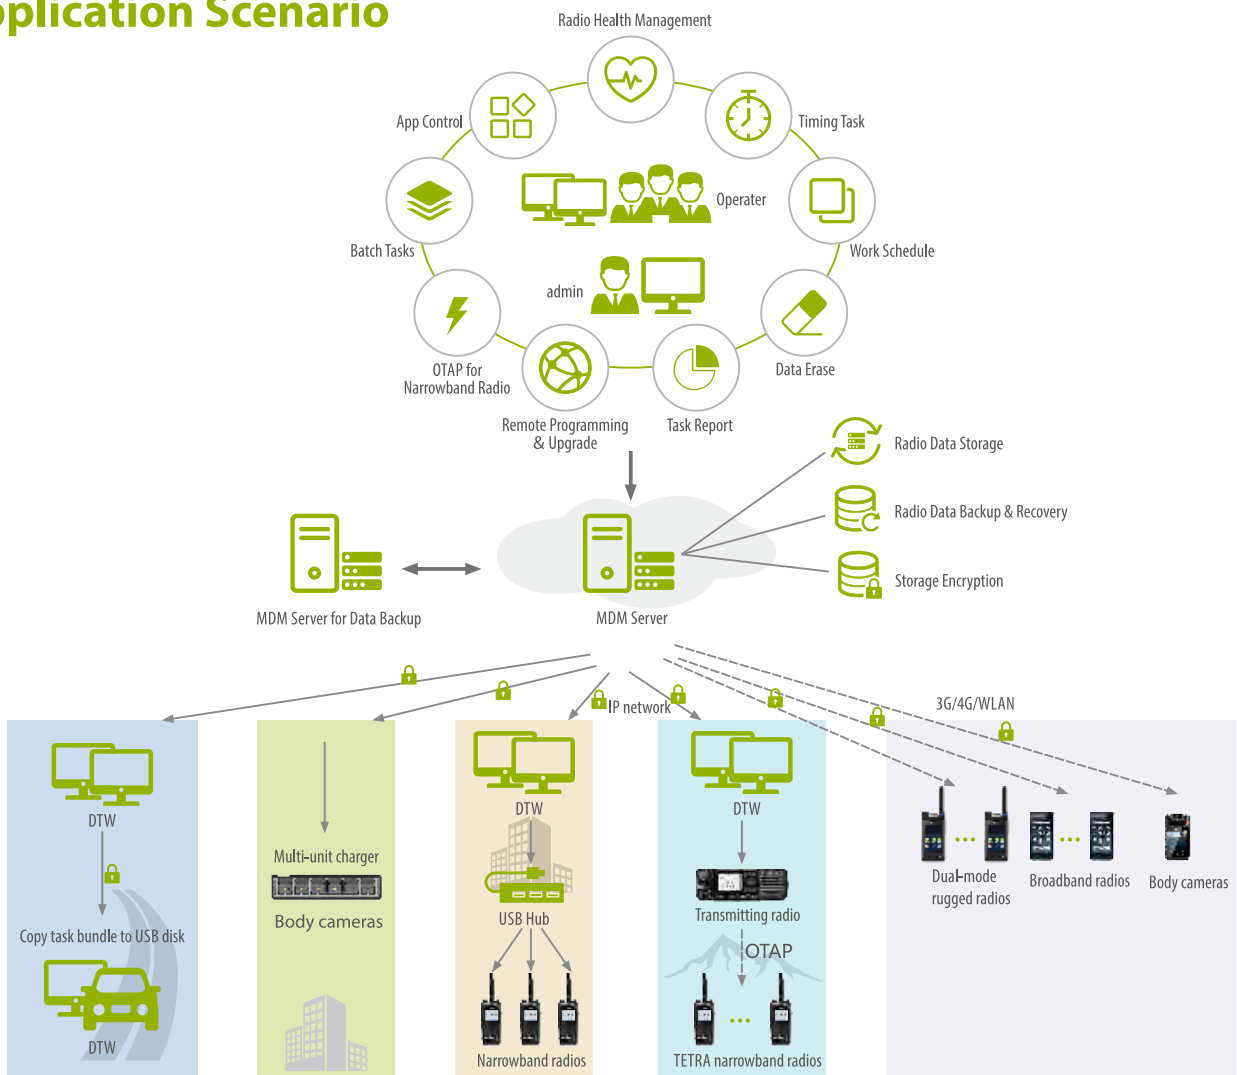 pplication Scenario
Radio Health Management
App Control
Timing Task
Operater
Batch Tasks
Work Schedule
admin
OTAP for
Narrowband Radio
Data Erase
Remote Programming
& Upgrade
Task Report
Radio Data Storage
Radio Data Backup & Recovery
Storage Encryption
MDM Server for Data Backup
MDM Server
IP network
3G/4G/WLAN
DTW
Copy task bundle to USB disk
DTW
Multi-unit charger
Body cameras
DTW
USB Hub
Narrowband radios
DTW
Transmitting radio
OTAP
TETRA narrowband radios
Dual-mode
rugged radios
Broadband radios
Body cameras